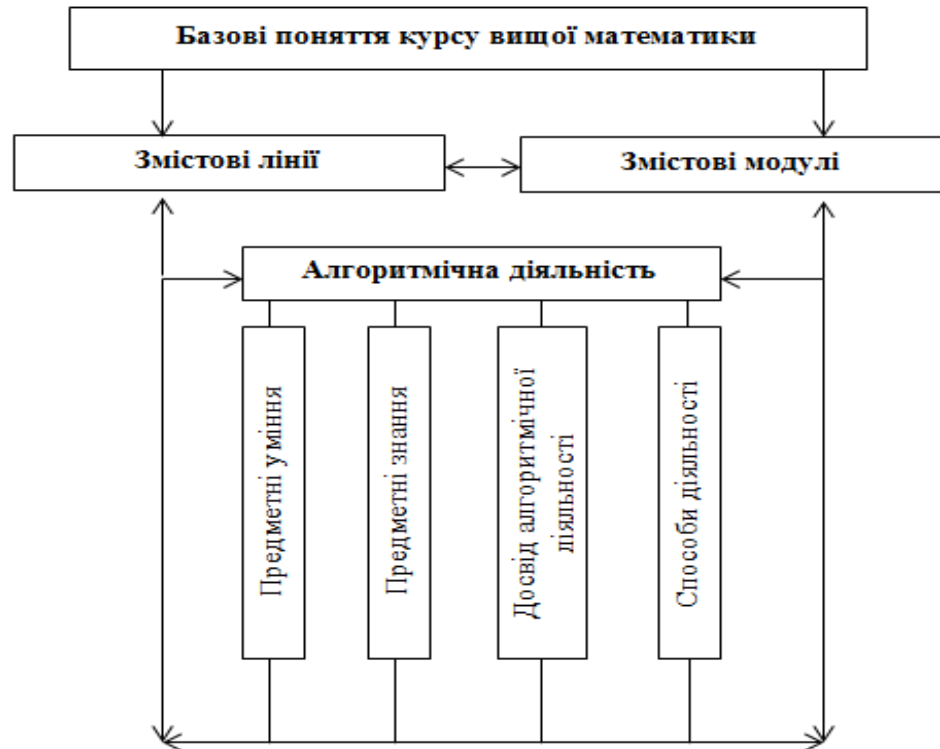 Базові поняття курсу вищої математики
Змістові лінії
Змістові модулі
Алгоритмічна діяльність
Предметні уміння
Предметні знання
Досвід алгоритмічної
піяльності
Способи діяльності